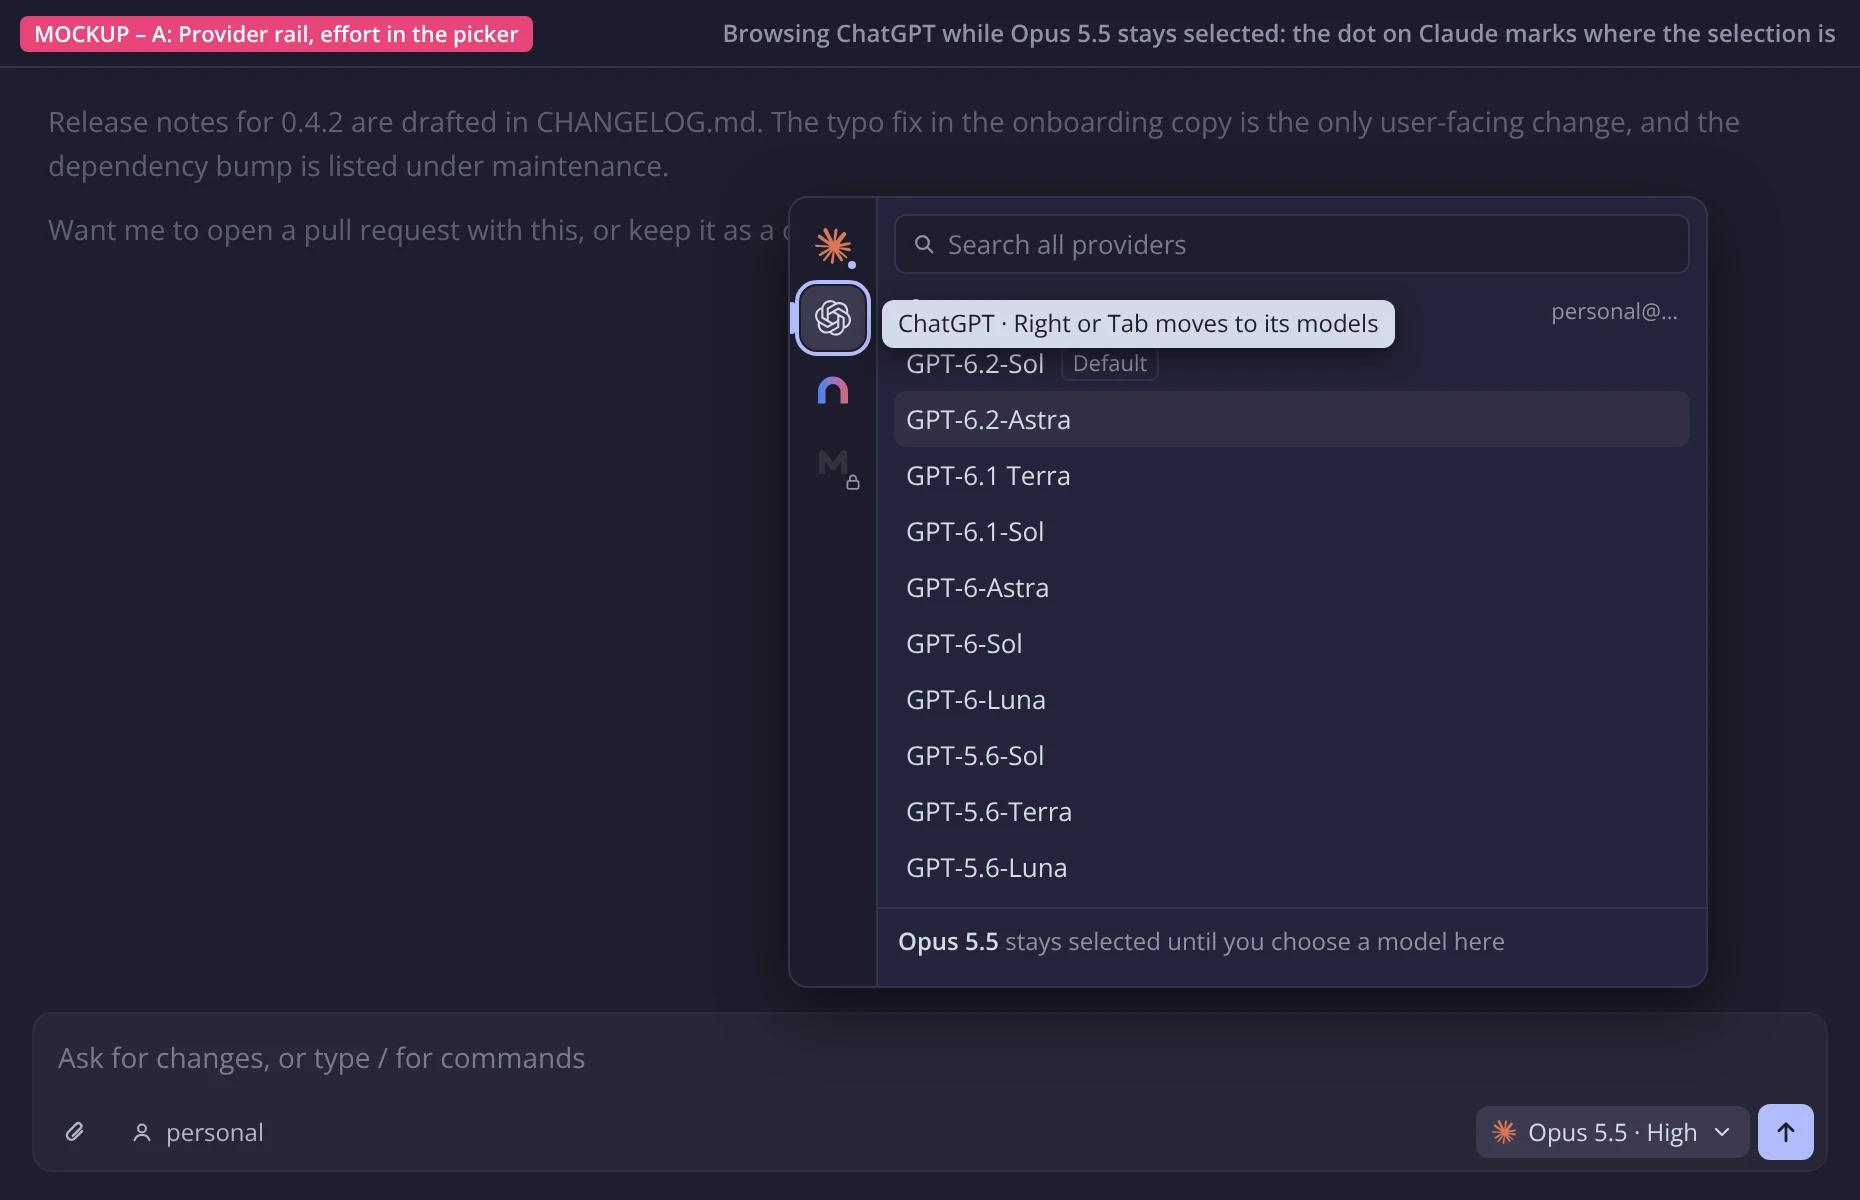 MOCKUP – A: Provider rail, effort in the picker
Browsing ChatGPT while Opus 5.5 stays selected: the dot on Claude marks where the selection is
Release notes for 0.4.2 are drafted in CHANGELOG.md. The typo fix in the onboarding copy is the only user-facing change, and the
dependency bump is listed under maintenance.
Want me to open a pull request with this, or keep it as a
Search all providers
personal@...
ChatGPT · Right or Tab moves to its models
GPT-6.2-Sol Default
GPT-6.2-Astra
GPT-6.1 Terra
GPT-6.1-Sol
GPT-6-Astra
GPT-6-Sol
GPT-6-Luna
GPT-5.6-Sol
GPT-5.6-Terra
GPT-5.6-Luna
Opus 5.5 stays selected until you choose a model here
Ask for changes, or type / for commands
personal
Opus 5.5 · High